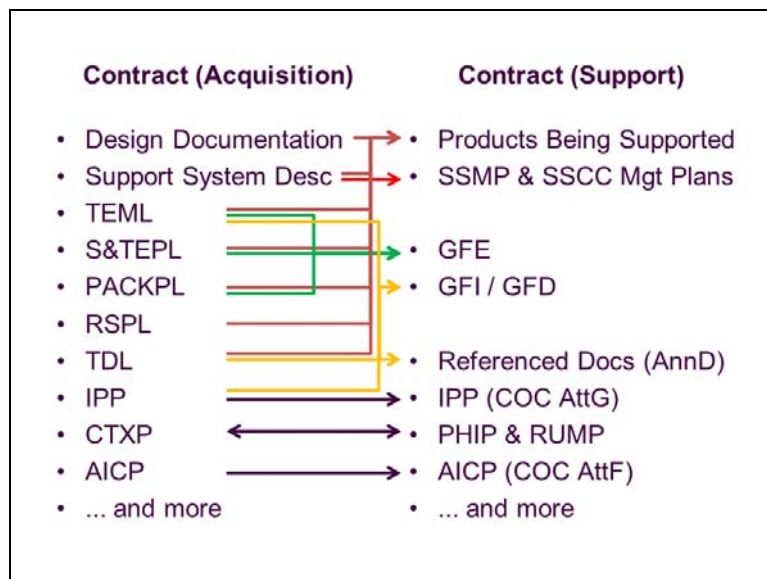 Contract (Acquisition)
Contract (Support)
• Design Documentation
• Products Being Supported
• Support System Desc
• SSMP & SSCC Mgt Plans
• TEML
• S&TEPL
• GFE
• PACKPL
• GFI / GFD
• RSPL
• TDL
• Referenced Docs (AnnD)
• IPP
• IPP (COC AttG)
• CTXP
• PHIP & RUMP
• AICP
• AICP (COC AttF)
• ... and more
• ... and more